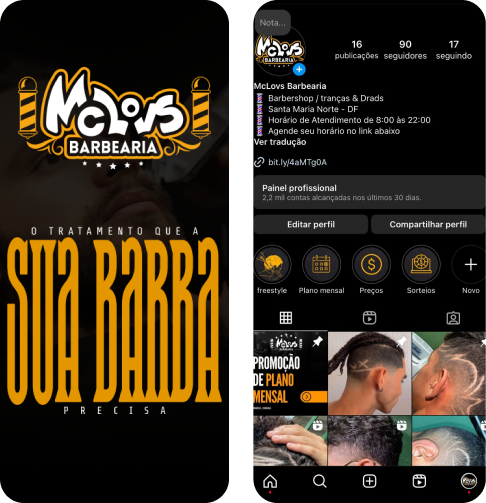 McLovs
BARBEARIA
O TRATAMENTO QUE A
SUA BARBA
PRECISA
Nota...
McLovs
BARBEARIA
16
publicações
90
seguidores
17
seguindo
McLovs Barbearia
Barbershop / tranças & Drads
Santa Maria Norte - DF
Horário de Atendimento de 8:00 às 22:00
Agende seu horário no link abaixo
Ver tradução
bit.ly/4aMTg0A
Painel profissional
2,2 mil contas alcançadas nos últimos 30 dias.
Editar perfil
Compartilhar perfil
freestyle
Plano mensal
Preços
Sorteios
Novo
McLovs
PROMOÇÃO
DE PLANO
MENSAL